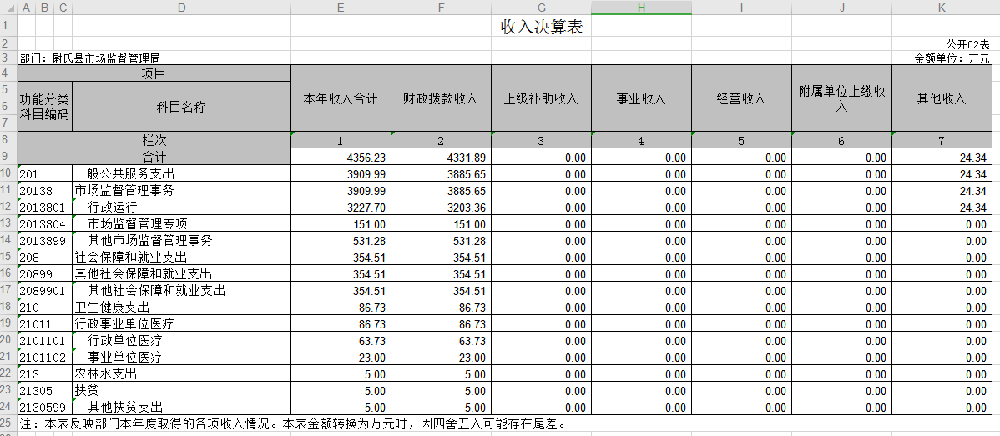 A B C D E F G H I J K
1 收入决算表
2 公开02表
3 部门：尉氏县市场监督管理局 金额单位：万元
4 项目
5 6 7 功能分类科目编码 科目名称 本年收入合计 财政拨款收入 上级补助收入 事业收入 经营收入 附属单位上缴收入 其他收入
8 栏次 1 2 3 4 5 6 7
9 合计 4356.23 4331.89 0.00 0.00 0.00 0.00 24.34
10 201 一般公共服务支出 3909.99 3885.65 0.00 0.00 0.00 0.00 24.34
11 20138 市场监督管理事务 3909.99 3885.65 0.00 0.00 0.00 0.00 24.34
12 2013801 行政运行 3227.70 3203.36 0.00 0.00 0.00 0.00 24.34
13 2013804 市场监督管理专项 151.00 151.00 0.00 0.00 0.00 0.00 0.00
14 2013899 其他市场监督管理事务 531.28 531.28 0.00 0.00 0.00 0.00 0.00
15 208 社会保障和就业支出 354.51 354.51 0.00 0.00 0.00 0.00 0.00
16 20899 其他社会保障和就业支出 354.51 354.51 0.00 0.00 0.00 0.00 0.00
17 2089901 其他社会保障和就业支出 354.51 354.51 0.00 0.00 0.00 0.00 0.00
18 210 卫生健康支出 86.73 86.73 0.00 0.00 0.00 0.00 0.00
19 21011 行政事业单位医疗 86.73 86.73 0.00 0.00 0.00 0.00 0.00
20 2101101 行政单位医疗 63.73 63.73 0.00 0.00 0.00 0.00 0.00
21 2101102 事业单位医疗 23.00 23.00 0.00 0.00 0.00 0.00 0.00
22 213 农林水支出 5.00 5.00 0.00 0.00 0.00 0.00 0.00
23 21305 扶贫 5.00 5.00 0.00 0.00 0.00 0.00 0.00
24 2130599 其他扶贫支出 5.00 5.00 0.00 0.00 0.00 0.00 0.00
25 注：本表反映部门本年度取得的各项收入情况。本表金额转换为万元时，因四舍五入可能存在尾差。